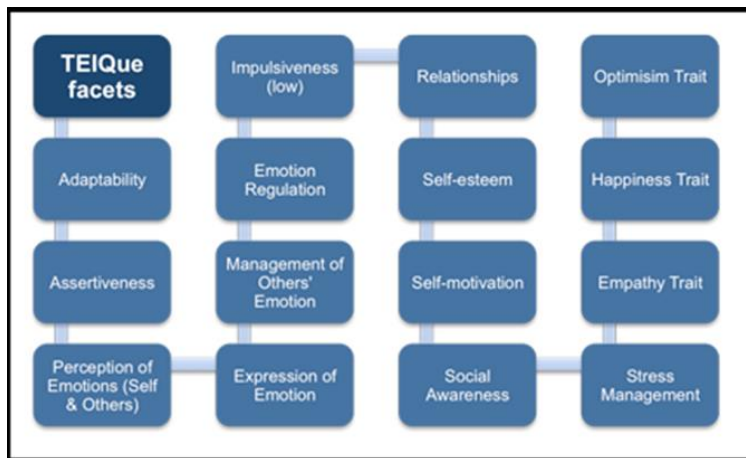 TEIQue
facets
Adaptability
Assertiveness
Perception of
Emotions (Self
& Others)
Expression of
Emotion
Management of
Others'
Emotion
Emotion
Regulation
Impulsiveness
(low)
Relationships
Self-esteem
Self-motivation
Social
Awareness
Stress
Management
Empathy Trait
Happiness Trait
Optimisim Trait